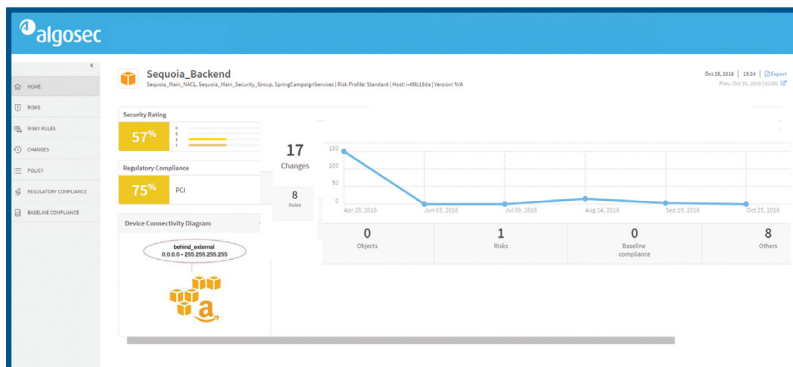 algosec
HOME
RISKS
RISKY RULES
CHANGES
POLICY
REGULATORY COMPLIANCE
BASELINE COMPLIANCE
Sequoia_Backend
Sequoia_Main_NACL, Sequoia_Main_Security_Group, SpringCampaignServices | Risk Profile: Standard | Host: i-48fc18da | Version: N/A
Oct 25, 2016 | 15:24 | Export
Security Rating
57%
Regulatory Compliance
75% PCI
Device Connectivity Diagram
behind_external
0.0.0.0 - 255.255.255.255
a
17
Changes
8
Rules
150
100
50
0
Apr 28, 2016 Jun 03, 2016 Jul 09, 2016 Aug 14, 2016 Sep 19, 2016 Oct 25, 2016
0 1 0 8
Objects Risks Baseline compliance Others